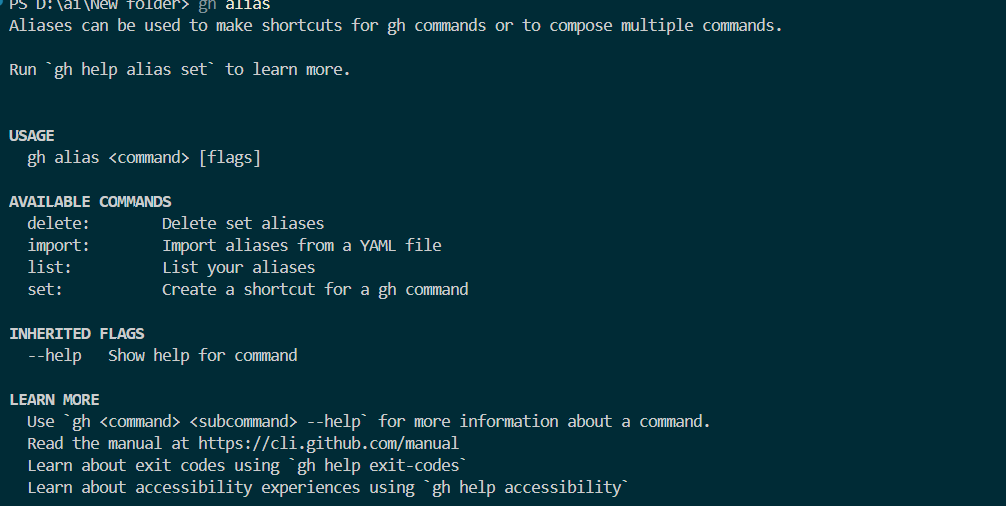 PS D:\ai\New folder> gh alias
Aliases can be used to make shortcuts for gh commands or to compose multiple commands.
Run `gh help alias set` to learn more.
USAGE
gh alias <command> [flags]
AVAILABLE COMMANDS
delete: Delete set aliases
import: Import aliases from a YAML file
list: List your aliases
set: Create a shortcut for a gh command
INHERITED FLAGS
--help Show help for command
LEARN MORE
Use `gh <command> <subcommand> --help` for more information about a command.
Read the manual at https://cli.github.com/manual
Learn about exit codes using `gh help exit-codes`
Learn about accessibility experiences using `gh help accessibility`